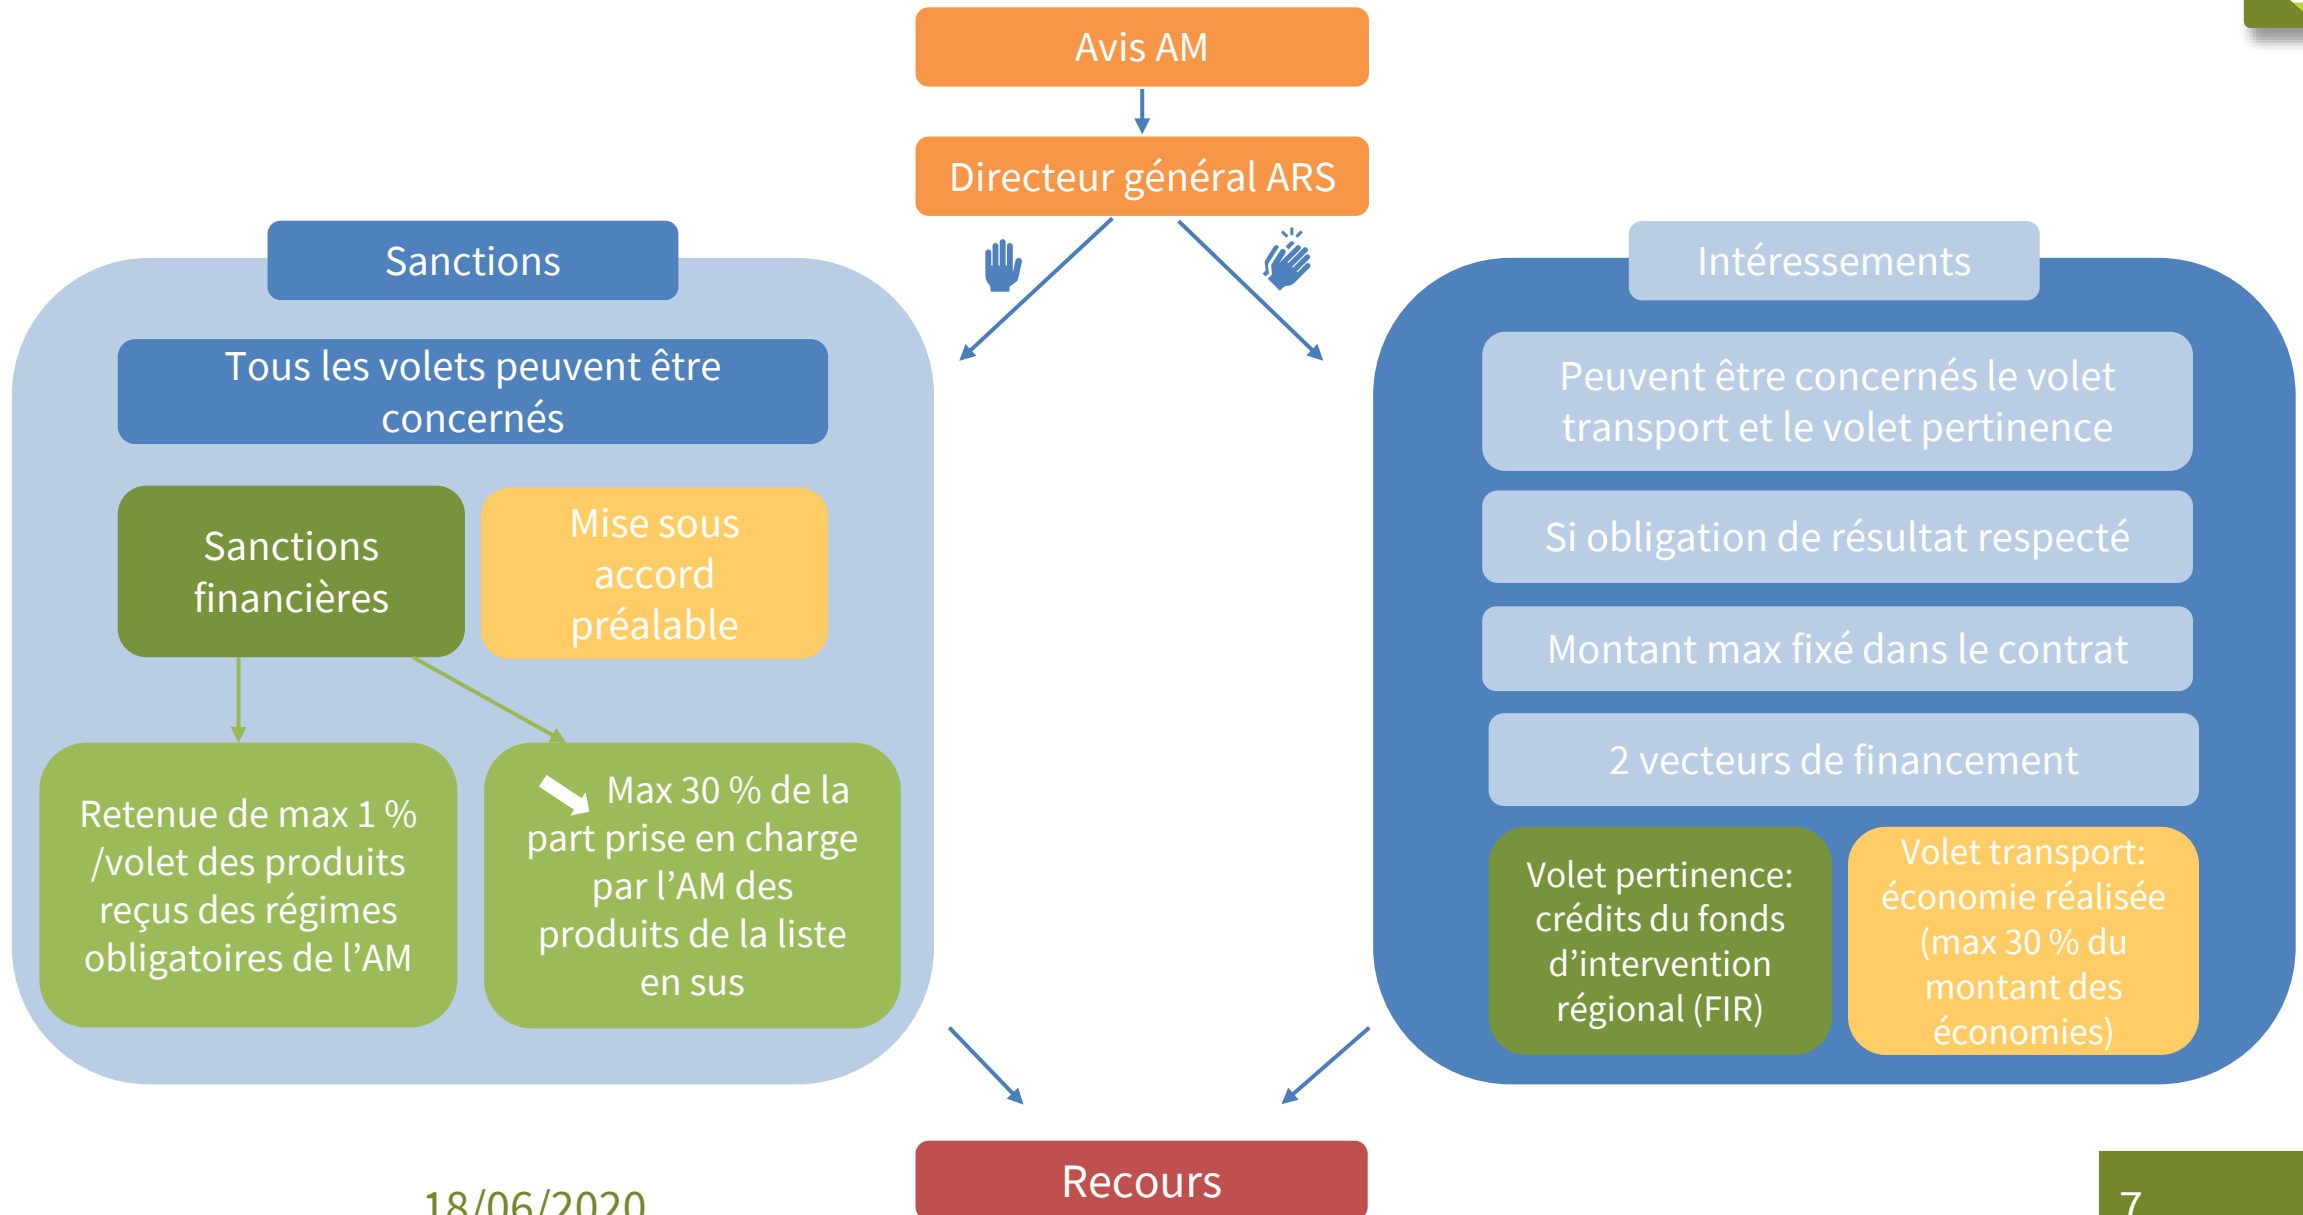 Avis AM
Directeur général ARS
Sanctions
Tous les volets peuvent être
concernés
Sanctions
financières
Mise sous
accord
préalable
Retenue de max 1 %
/volet des produits
reçus des régimes
obligatoires de l’AM
Max 30 % de la
part prise en charge
par l’AM des
produits de la liste
en sus
Intéressements
Peuvent être concernés le volet
transport et le volet pertinence
Si obligation de résultat respecté
Montant max fixé dans le contrat
2 vecteurs de financement
Volet pertinence:
crédits du fonds
d’intervention
régional (FIR)
Volet transport:
économie réalisée
(max 30 % du
montant des
économies)
Recours
18/06/2020
7